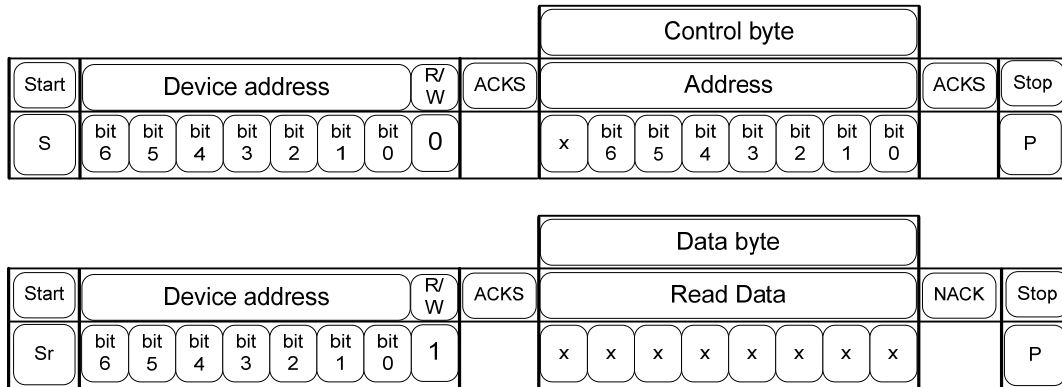 Control byte
Start Device address R/W ACKS Address ACKS Stop
S bit 6 bit 5 bit 4 bit 3 bit 2 bit 1 bit 0 0 x bit 6 bit 5 bit 4 bit 3 bit 2 bit 1 bit 0 P
Data byte
Start Device address R/W ACKS Read Data NACK Stop
Sr bit 6 bit 5 bit 4 bit 3 bit 2 bit 1 bit 0 1 x x x x x x x x P